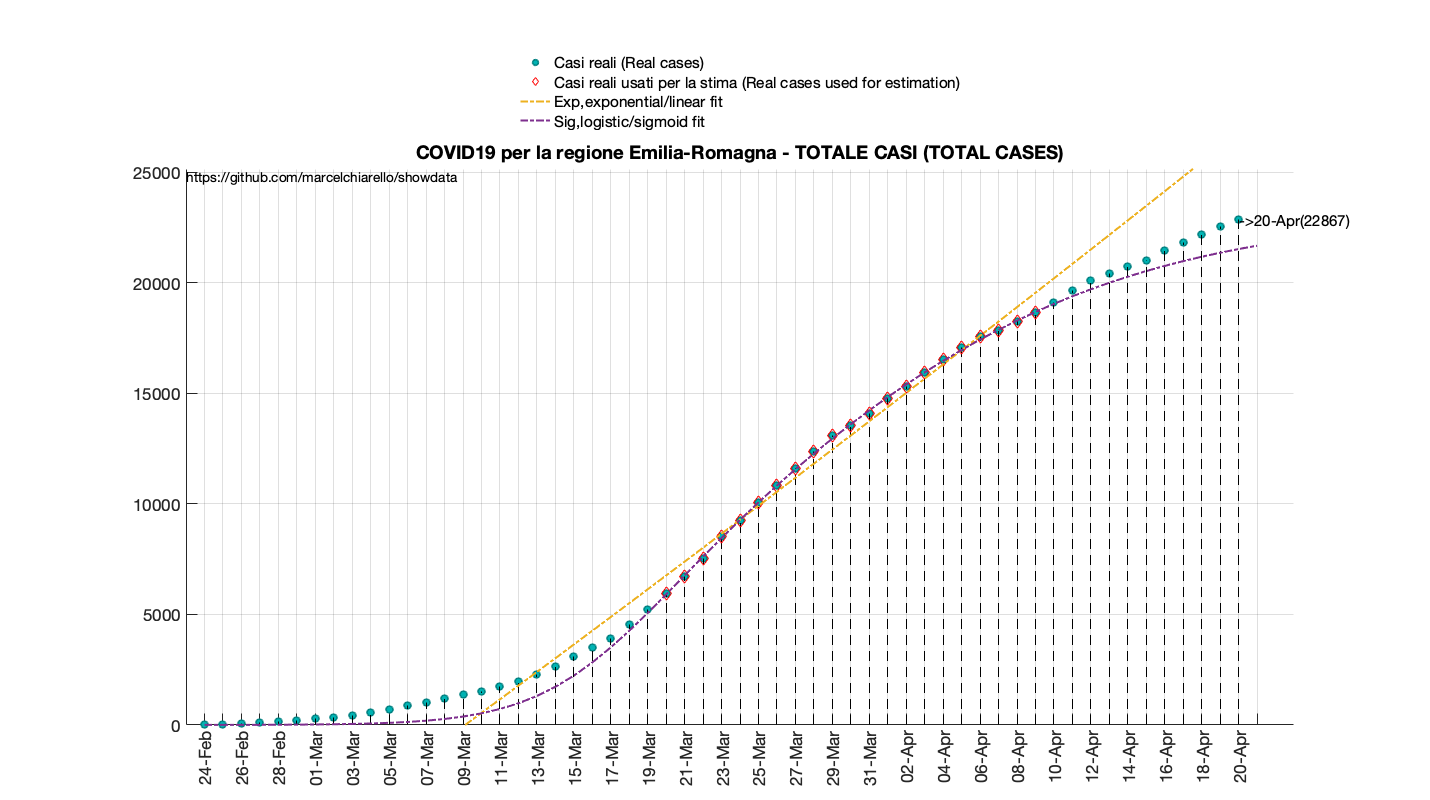 Casi reali (Real cases)
Casi reali usati per la stima (Real cases used for estimation)
Exp,exponential/linear fit
Sig,logistic/sigmoid fit
COVID19 per la regione Emilia-Romagna - TOTALE CASI (TOTAL CASES)
https://github.com/marcelchiarello/showdata
25000
20000
15000
10000
5000
0
->20-Apr(22867)
24-Feb
26-Feb
28-Feb
01-Mar
03-Mar
05-Mar
07-Mar
09-Mar
11-Mar
13-Mar
15-Mar
17-Mar
19-Mar
21-Mar
23-Mar
25-Mar
27-Mar
29-Mar
31-Mar
02-Apr
04-Apr
06-Apr
08-Apr
10-Apr
12-Apr
14-Apr
16-Apr
18-Apr
20-Apr